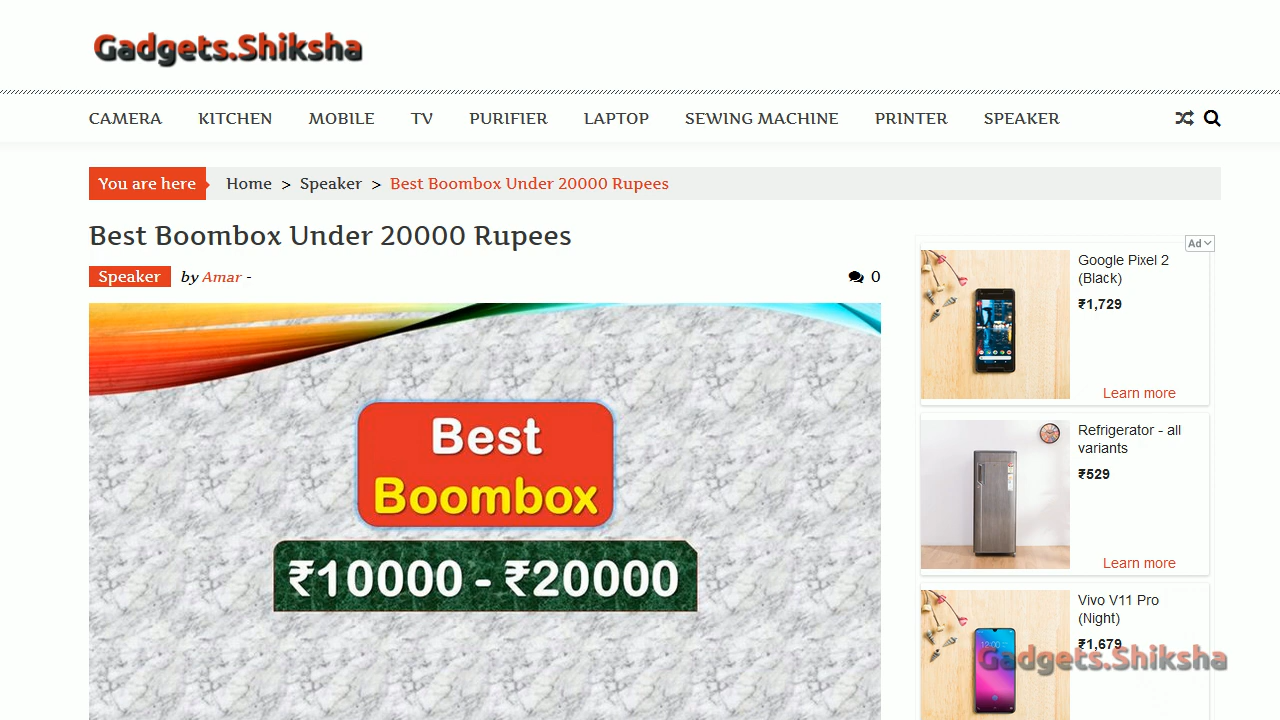 Gadgets.Shiksha
CAMERA KITCHEN MOBILE TV PURIFIER LAPTOP SEWING MACHINE PRINTER SPEAKER
You are here Home > Speaker > Best Boombox Under 20000 Rupees
Best Boombox Under 20000 Rupees
Speaker by Amar - 0
Best
Boombox
₹10000 - ₹20000
Ad
Google Pixel 2
(Black)
₹1,729
Learn more
Refrigerator - all
variants
₹529
Learn more
Vivo V11 Pro
(Night)
₹1,679
Gadgets.Shiksha